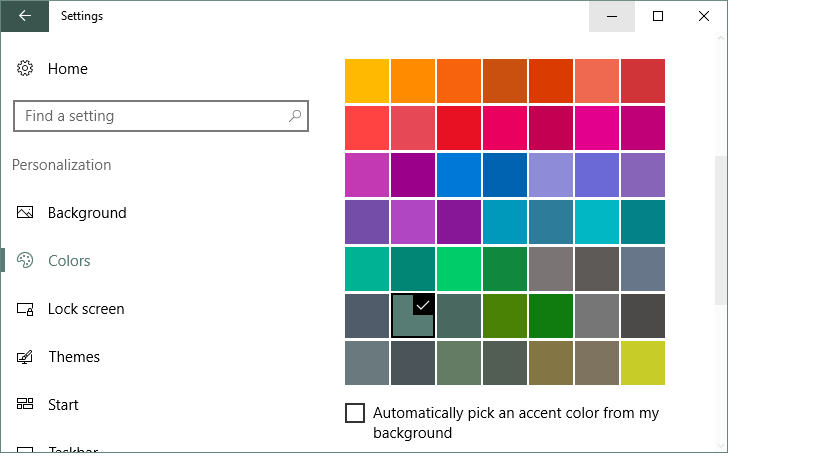 Settings
Home
Find a setting
Personalization
Background
Colors
Lock screen
Themes
Start
Taskbar
Automatically pick an accent color from my
background